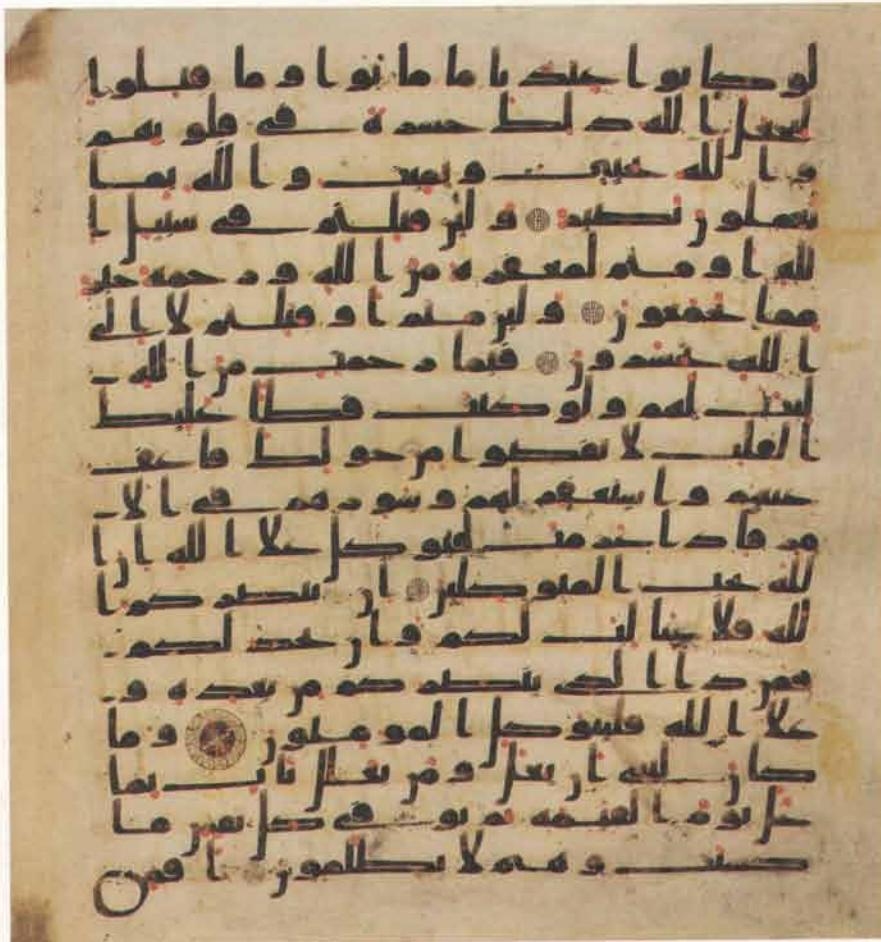 لو كانوا عندنا ما ماتوا وما قتلوا
ليجعل الله ذلك حسرة في قلوبهم
والله يحيي ويميت والله بما
تعملون بصير ولئن قتلتم في سبيل ا
لله او متم لمغفرة من الله ورحمة خير
مما يجمعون ولئن متم او قتلتم لا الى
الله تحشرون فبما رحمة من الله
لنت لهم ولو كنت فظا غليظ
القلب لانفضوا من حولك فاعف
عنهم واستغفر لهم وشاورهم في الا
مر فاذا عزمت فتوكل على الله ان ا
لله يحب المتوكلين ان ينصركم ا
لله فلا غالب لكم وان يخذلكم
فمن ذا الذي ينصركم من بعده و
على الله فليتوكل المومنون وما
كان لنبي ان يغل ومن يغلل يات بما
غل يوم القيمة ثم توفى كل نفس ما
كسبت وهم لا يظلمون افمن